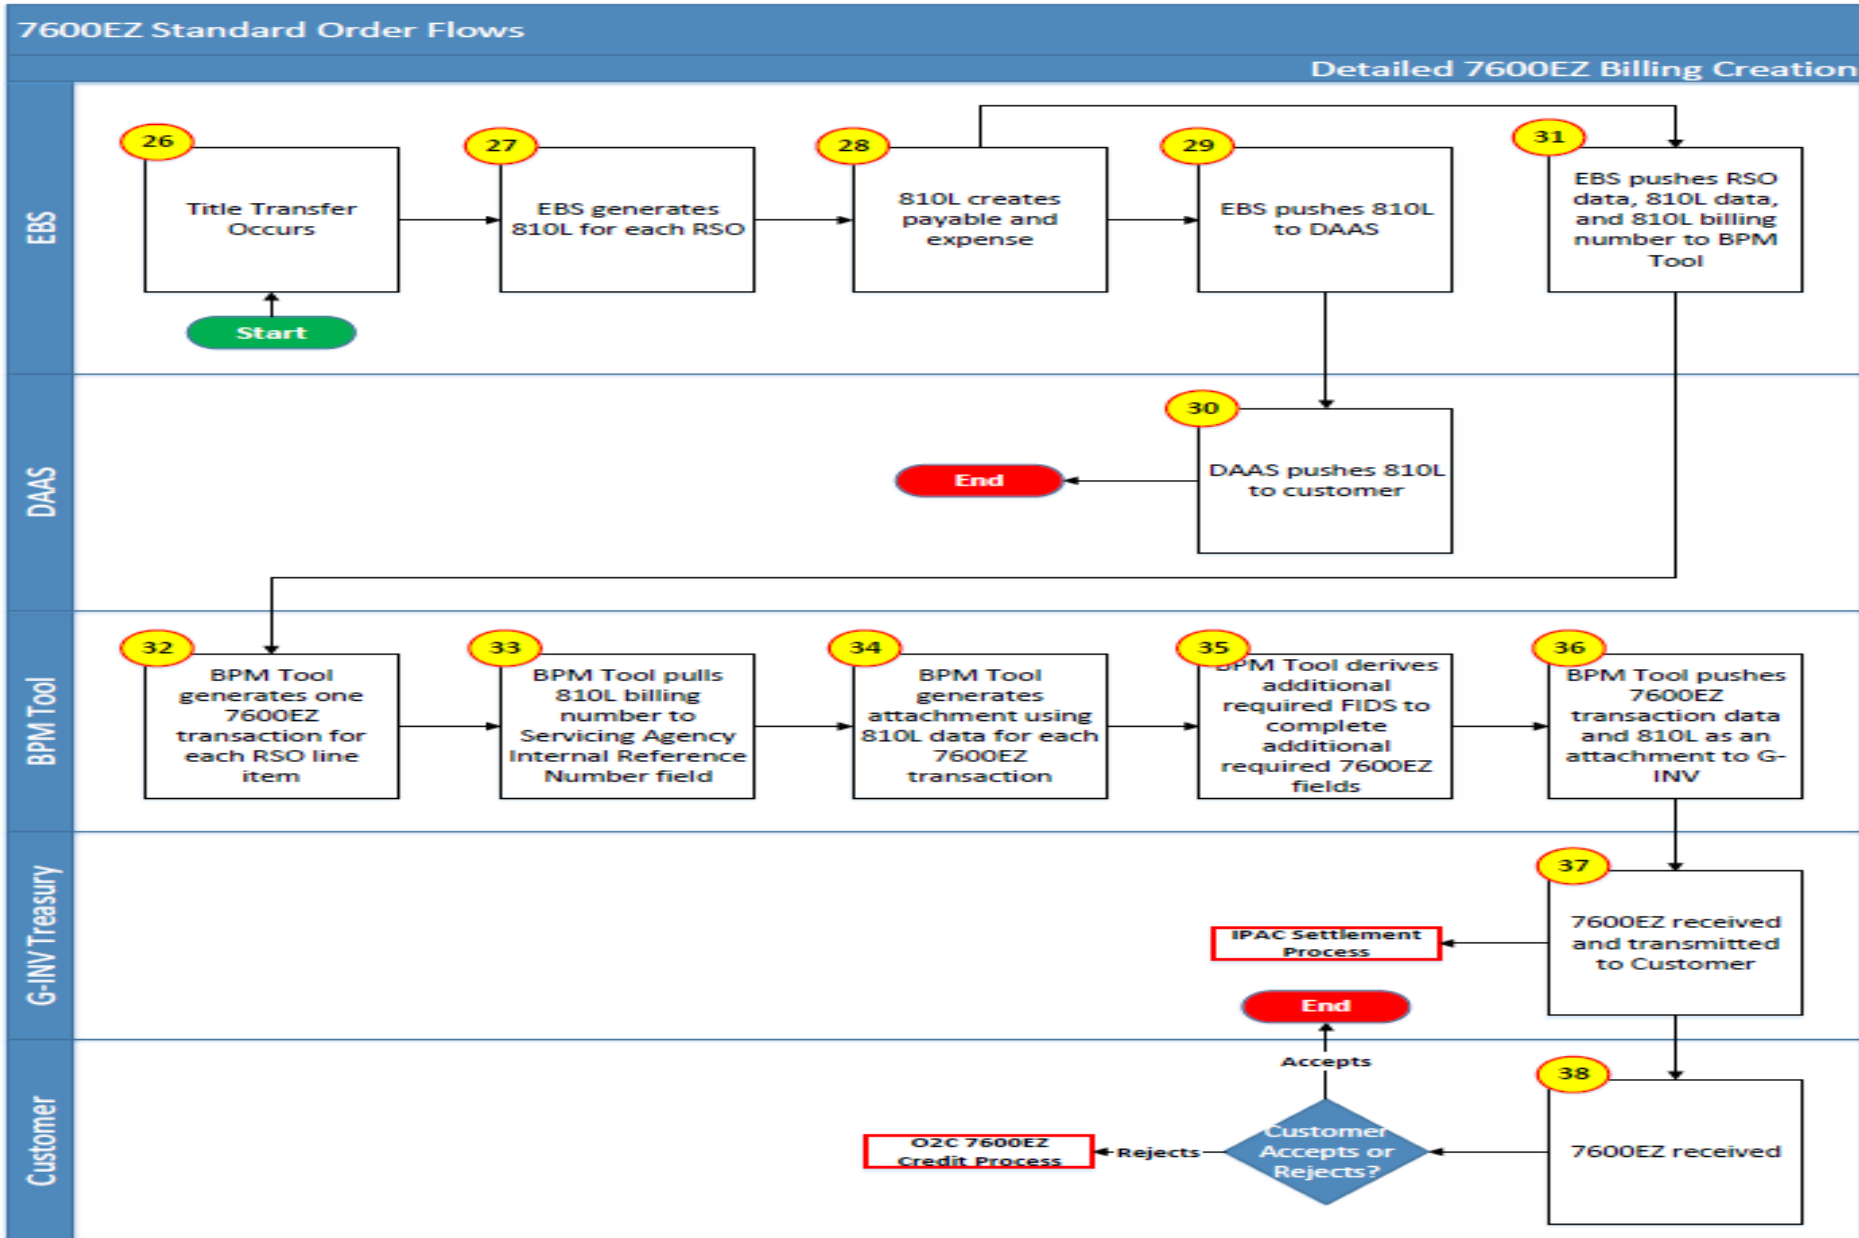 7600EZ Standard Order Flows
Detailed 7600EZ Billing Creation
EBS
26
Title Transfer
Occurs
Start
27
EBS generates
810L for each RSO
28
810L creates
payable and
expense
29
EBS pushes 810L
to DAAS
31
EBS pushes RSO
data, 810L data,
and 810L billing
number to BPM
Tool
DAAS
30
DAAS pushes 810L
to customer
End
BPM Tool
32
BPM Tool
generates one
7600EZ
transaction for
each RSO line
item
33
BPM Tool pulls
810L billing
number to
Servicing Agency
Internal Reference
Number field
34
BPM Tool
generates
attachment using
810L data for each
7600EZ
transaction
35
BPM Tool derives
additional
required FIDS to
complete
additional
required 7600EZ
fields
36
BPM Tool pushes
7600EZ
transaction data
and 810L as an
attachment to G-
INV
G-INV Treasury
37
7600EZ received
and transmitted
to Customer
IPAC Settlement
Process
End
Customer
38
7600EZ received
Customer
Accepts or
Rejects?
Accepts
Rejects
O2C 7600EZ
Credit Process